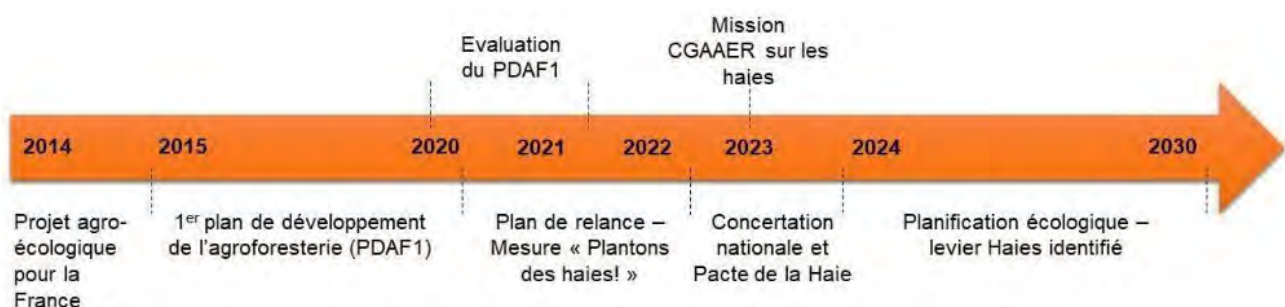 Evaluation
du PDAF1
Mission
CGAAER sur les
haies
2014 2015 2020 2021 2022 2023 2024 2030
Projet agro-
écologique
pour la
France
1er plan de développement
de l'agroforesterie (PDAF1)
Plan de relance –
Mesure « Plantons
des haies! »
Concertation
nationale et
Pacte de la Haie
Planification écologique –
levier Haies identifié